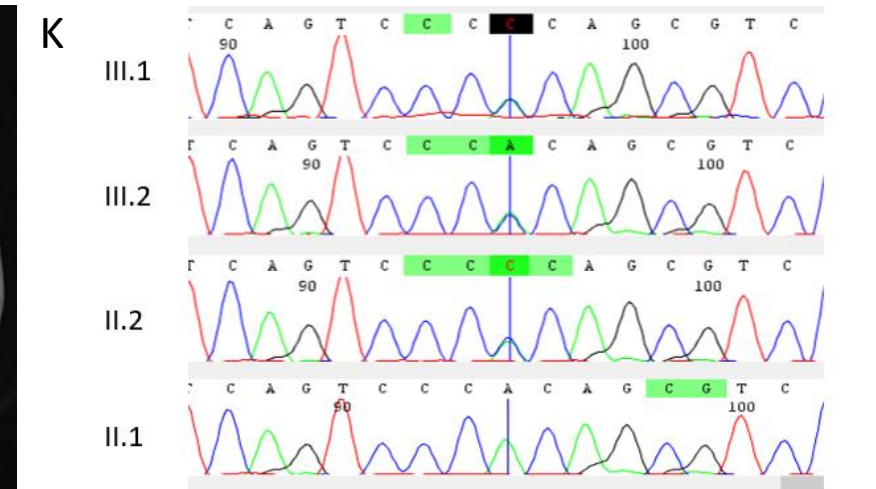 K
T C A G T C C C C C A G C G T C
90 100
III.1
T C A G T C C C A C A G C G T C
90 100
III.2
T C A G T C C C C C A G C G T C
90 100
II.2
T C A G T C C C A C A G C G T C
90 100
II.1